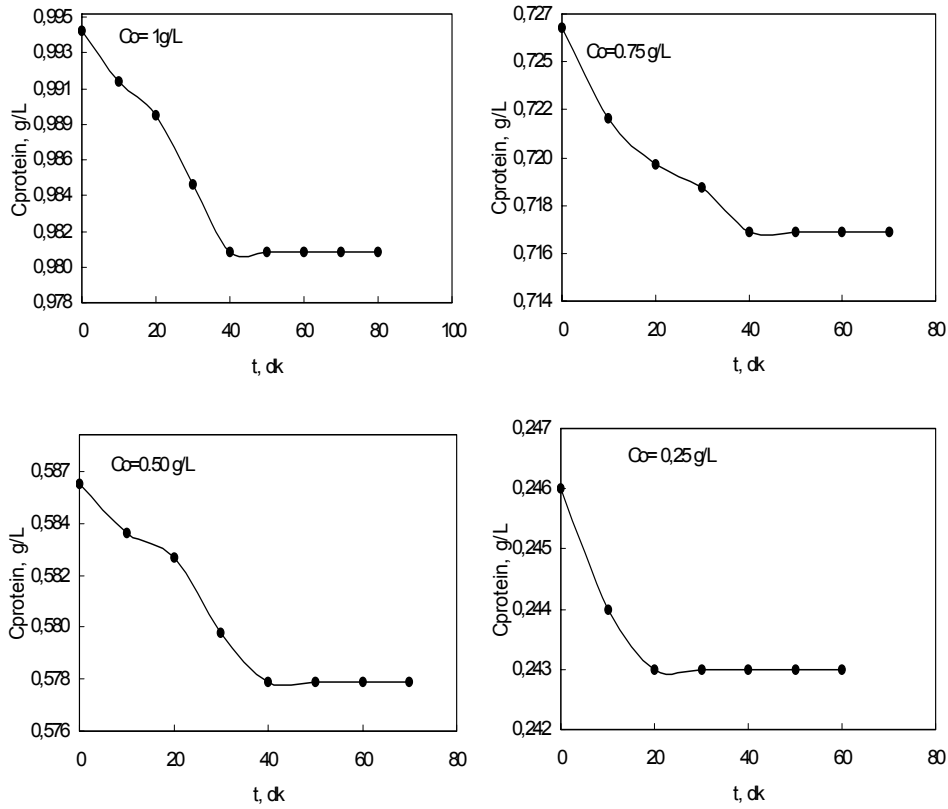 Co= 1g/L
Cprotein, g/L
0,995
0,993
0,991
0,989
0,986
0,984
0,982
0,980
0,978
0 20 40 60 80 100
t, dk
Co=0.75 g/L
Cprotein, g/L
0,727
0,725
0,722
0,720
0,718
0,716
0,714
0 20 40 60 80
t, dk
Co=0.50 g/L
Cprotein, g/L
0,587
0,584
0,582
0,580
0,578
0,576
0 20 40 60 80
t, dk
Co= 0,25 g/L
Cprotein, g/L
0,247
0,246
0,245
0,244
0,243
0,242
0 20 40 60 80
t, dk